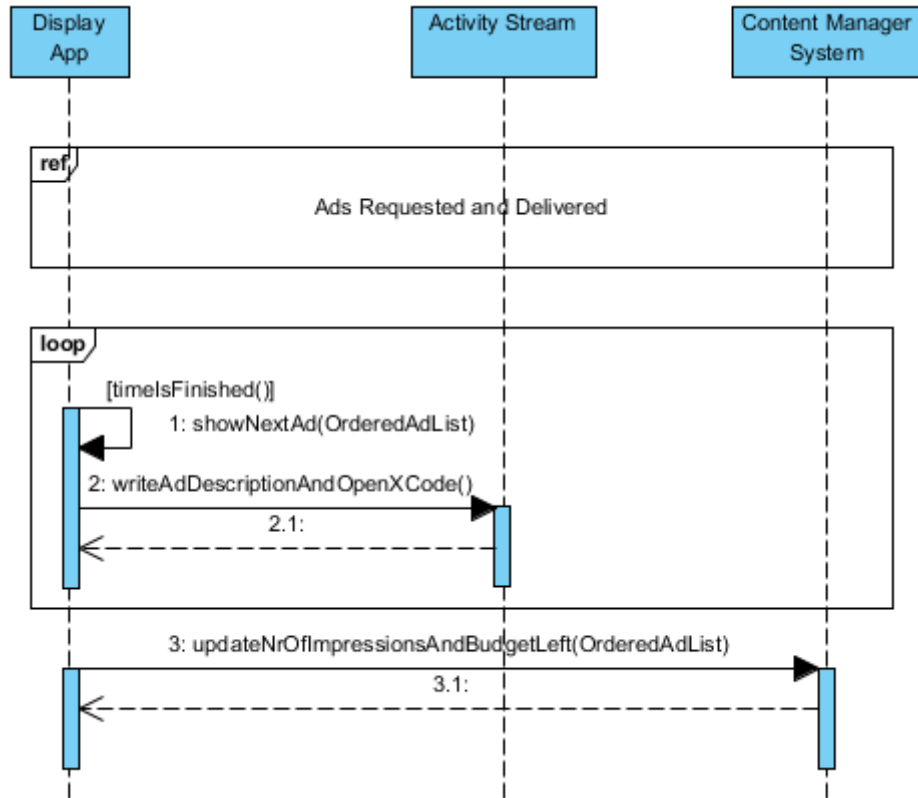 Display
App
Activity Stream
Content Manager
System
ref
Ads Requested and Delivered
loop
[timeIsFinished()]
1: showNextAd(OrderedAdList)
2: writeAdDescriptionAndOpenXCode()
2.1:
3: updateNrOfImpressionsAndBudgetLeft(OrderedAdList)
3.1: